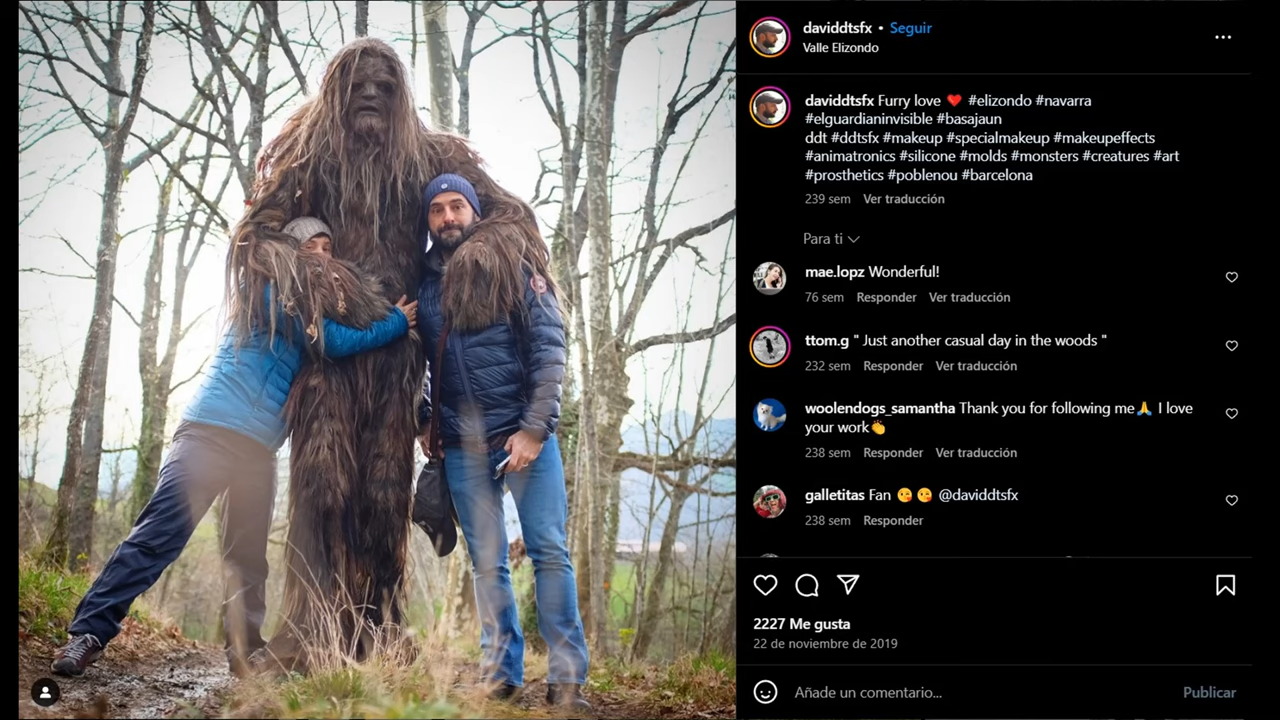 daviddtsfx • Seguir
Valle Elizondo
daviddtsfx Furry love ❤️ #elizondo #navarra
#elguardianinvisible #basajaun
ddt #ddtsfx #makeup #specialmakeup #makeupeffects
#animatronics #silicone #molds #monsters #creatures #art
#prosthetics #poblenou #barcelona
239 sem Ver traducción
Para ti
mae.lopz Wonderful!
76 sem Responder Ver traducción
ttom.g " Just another casual day in the woods "
232 sem Responder Ver traducción
woolendogs_samantha Thank you for following me🙏 I love
your work👏
238 sem Responder Ver traducción
galletitas Fan 😘 😘 @daviddtsfx
238 sem Responder
2227 Me gusta
22 de noviembre de 2019
Añade un comentario... Publicar